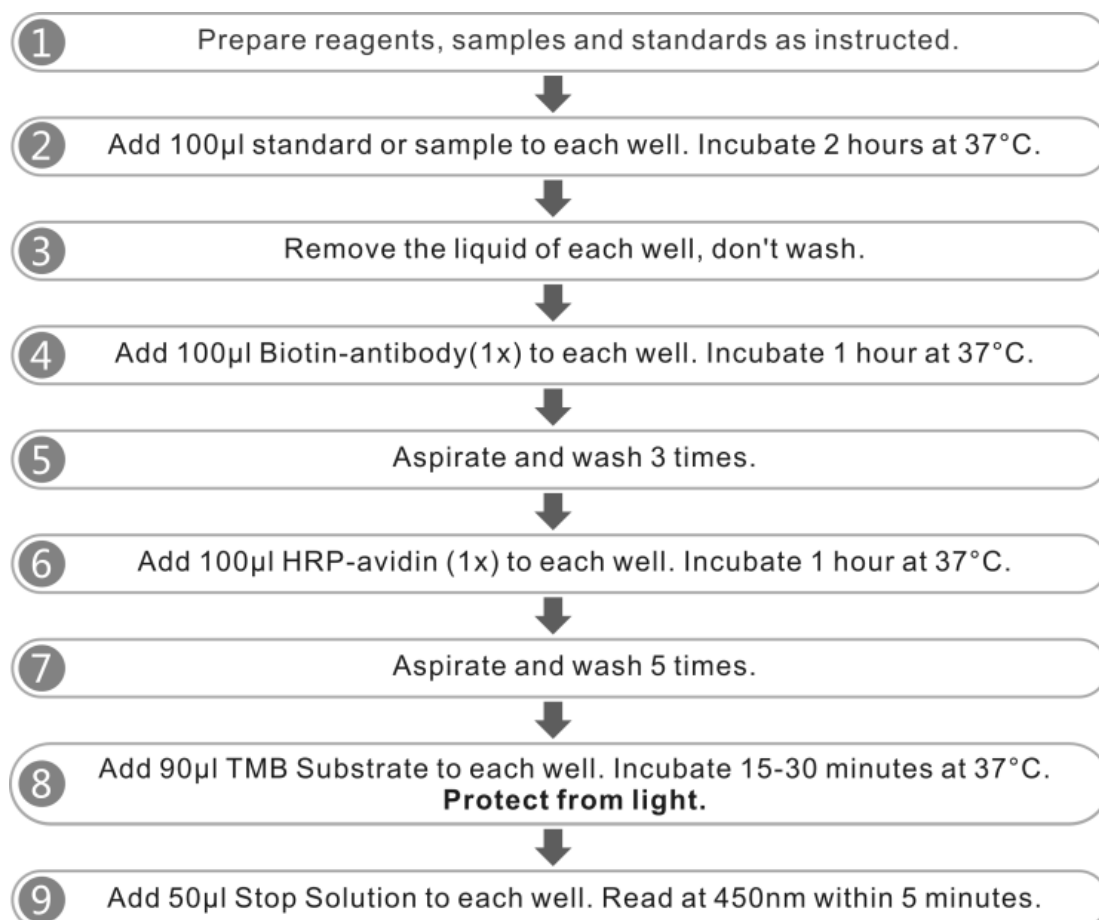 1 Prepare reagents, samples and standards as instructed.
2 Add 100µl standard or sample to each well. Incubate 2 hours at 37°C.
3 Remove the liquid of each well, don't wash.
4 Add 100µl Biotin-antibody(1x) to each well. Incubate 1 hour at 37°C.
5 Aspirate and wash 3 times.
6 Add 100µl HRP-avidin (1x) to each well. Incubate 1 hour at 37°C.
7 Aspirate and wash 5 times.
8 Add 90µl TMB Substrate to each well. Incubate 15-30 minutes at 37°C.
Protect from light.
9 Add 50µl Stop Solution to each well. Read at 450nm within 5 minutes.